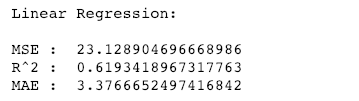 Linear Regression:
MSE : 23.128904696668986
R^2 : 0.6193418967317763
MAE : 3.3766652497416842